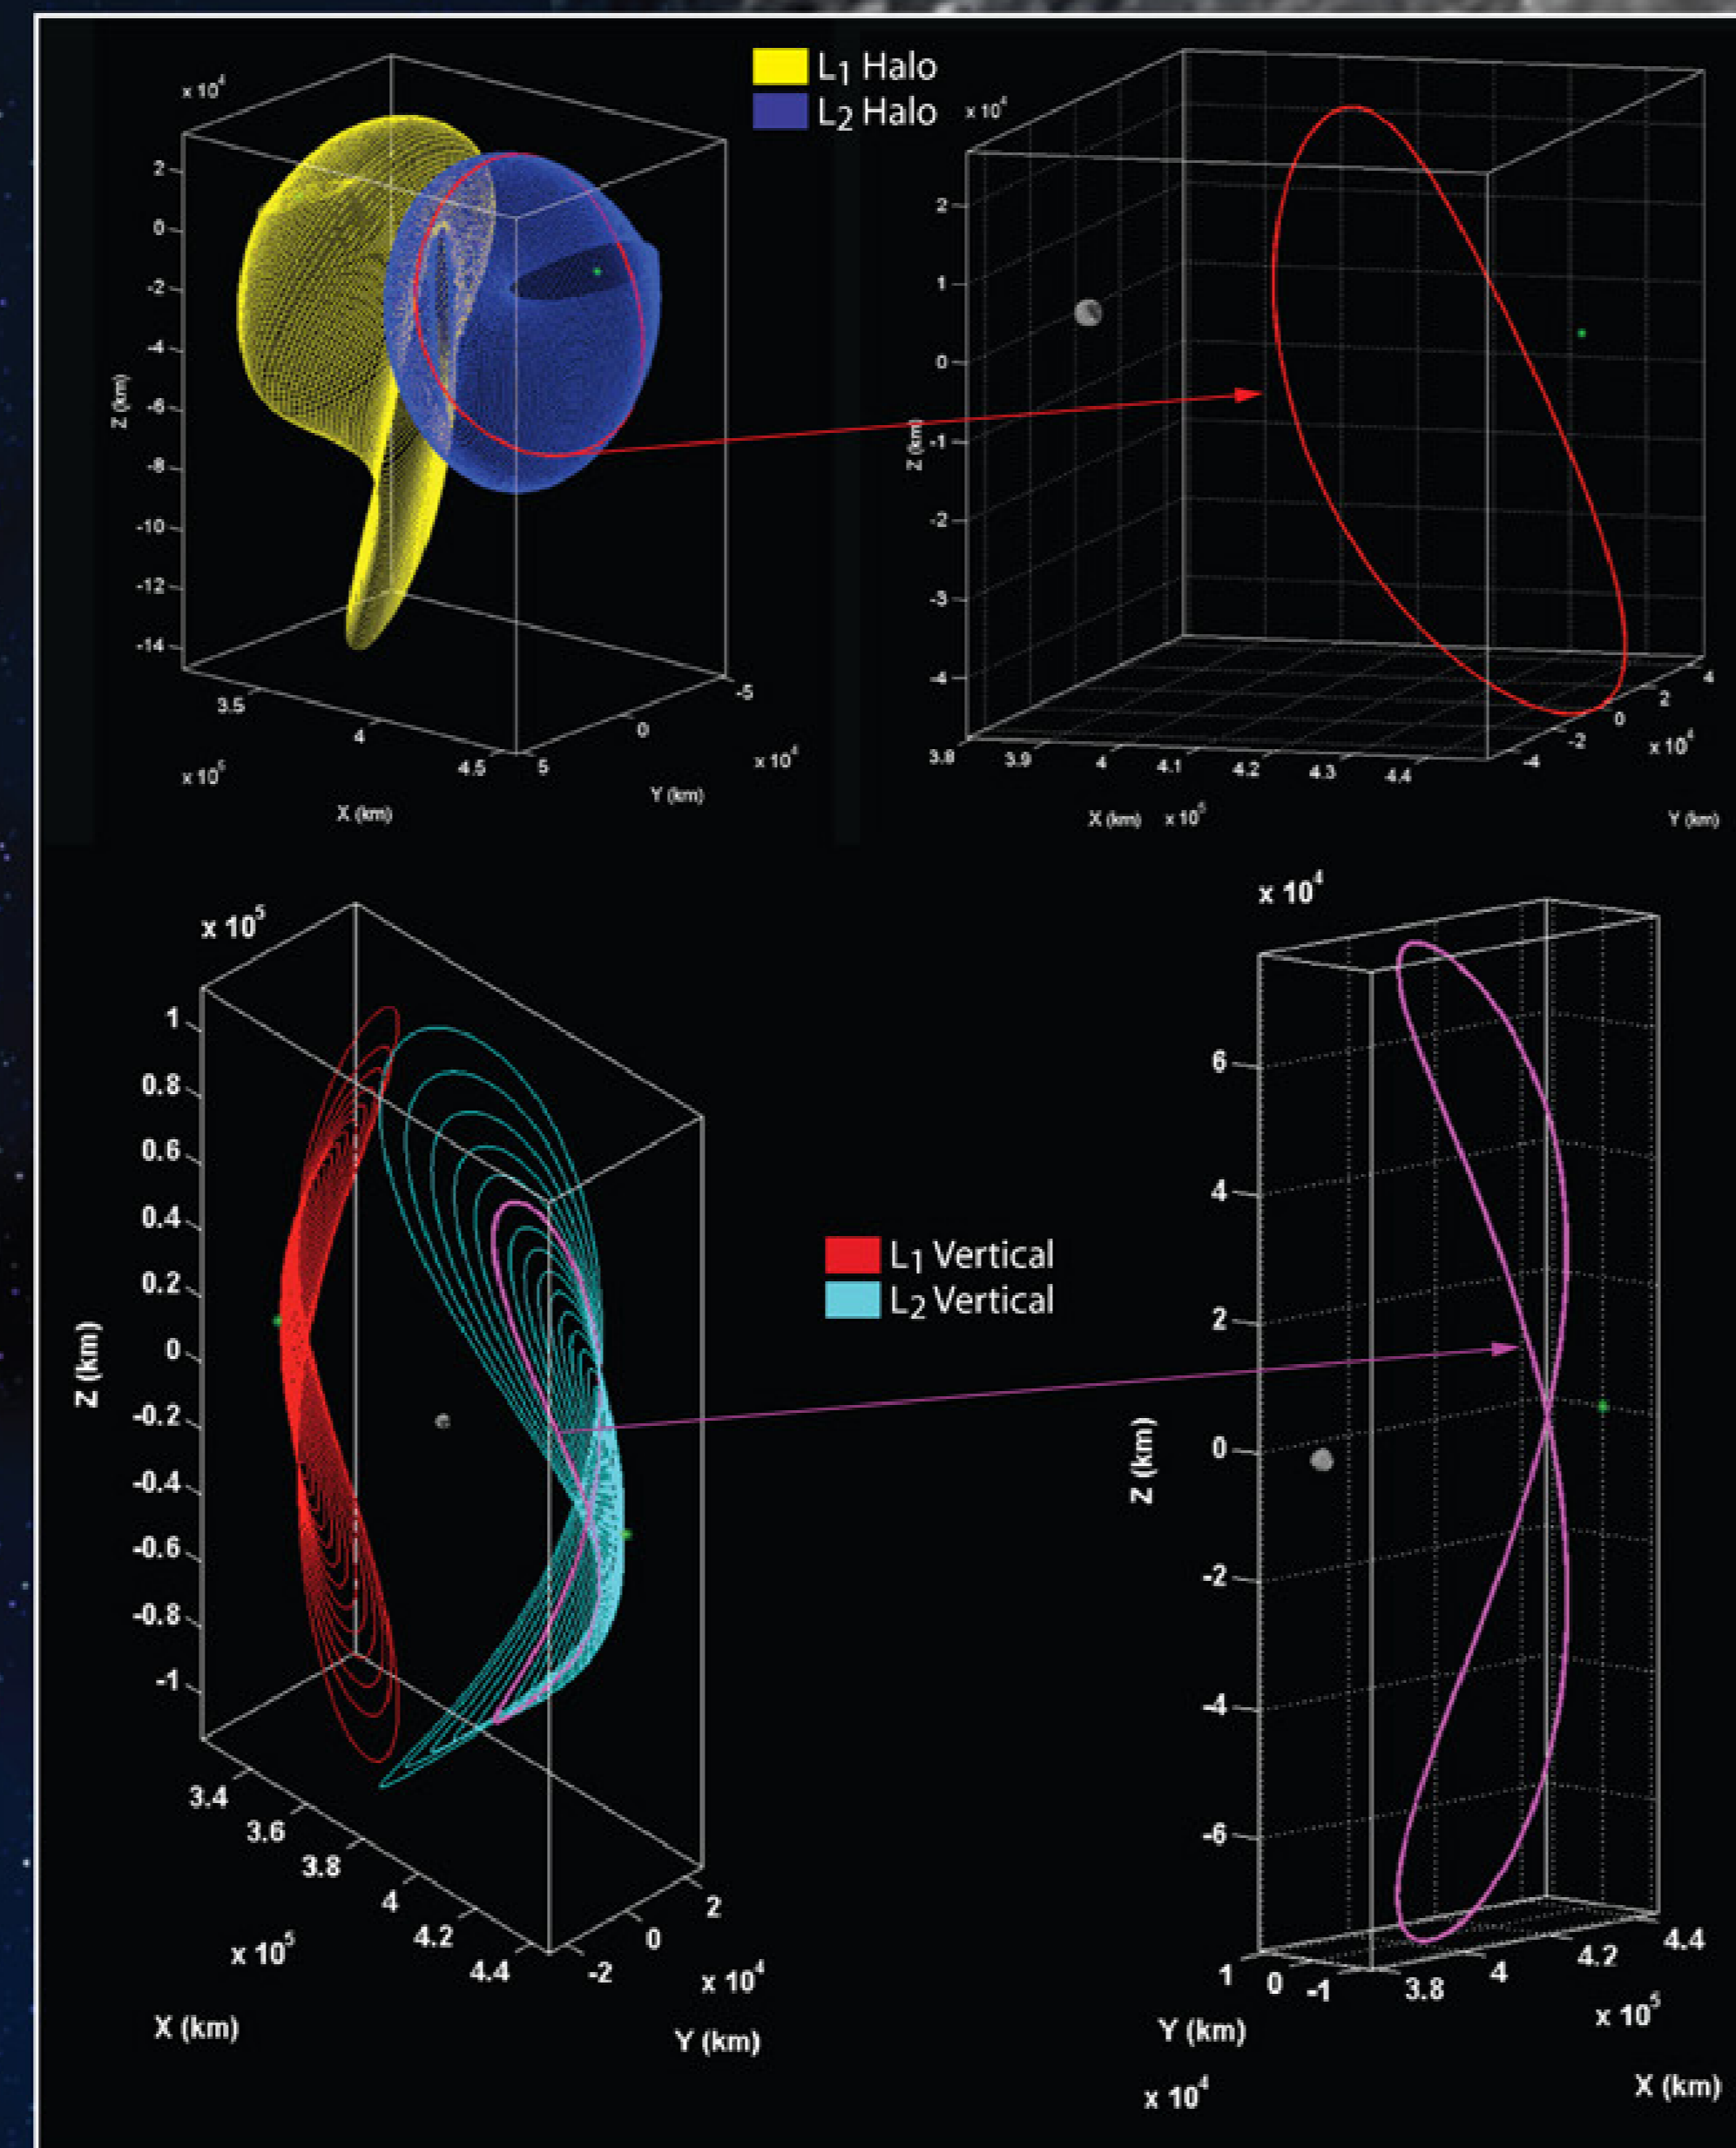 L1 Halo
L2 Halo
x 10^4
2
0
-2
-4
-6
-8
-10
-12
-14
Z (km)
3.5
4
4.5
x 10^5
X (km)
5
0
-5
x 10^4
Y (km)
x 10^4
2
1
0
-1
-2
-3
-4
Z (km)
3.8
3.9
4
4.1
4.2
4.3
4.4
X (km) x 10^5
-4
-2
0
2
4
x 10^4
Y (km)
x 10^5
1
0.8
0.6
0.4
0.2
0
-0.2
-0.4
-0.6
-0.8
-1
Z (km)
3.4
3.6
3.8
4
4.2
4.4
x 10^5
X (km)
-2
0
2
x 10^4
Y (km)
L1 Vertical
L2 Vertical
x 10^4
6
4
2
0
-2
-4
-6
Z (km)
1
0
-1
Y (km)
x 10^4
3.8
4
4.2
4.4
x 10^5
X (km)